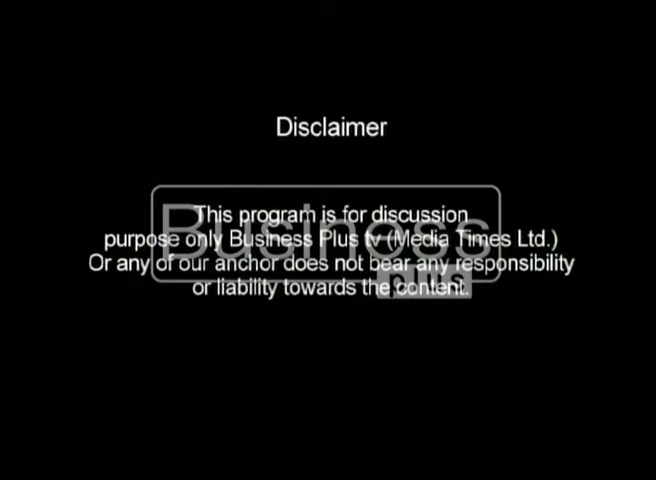 Disclaimer
This program is for discussion
purpose only Business Plus tv (Media Times Ltd.)
Or any of our anchor does not bear any responsibility
or liability towards the content.
Business
plus